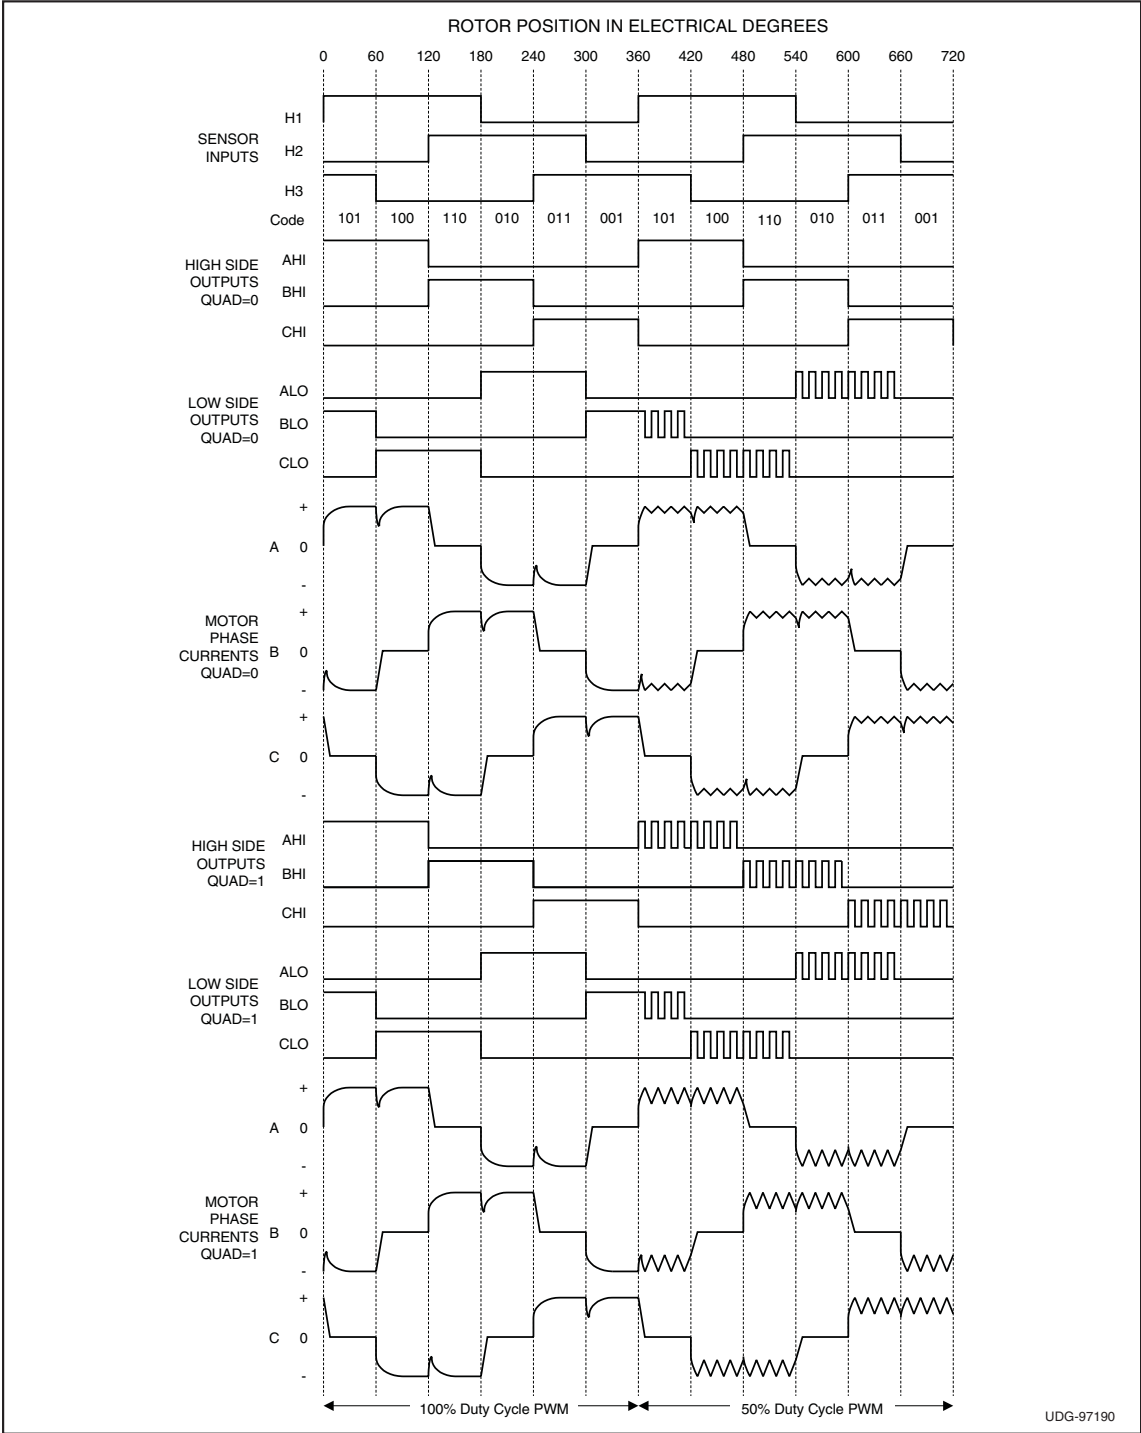 ROTOR POSITION IN ELECTRICAL DEGREES
0 60 120 180 240 300 360 420 480 540 600 660 720
H1
SENSOR
INPUTS
H2
H3
Code 101 100 110 010 011 001 101 100 110 010 011 001
HIGH SIDE
OUTPUTS
QUAD=0
AHI
BHI
CHI
LOW SIDE
OUTPUTS
QUAD=0
ALO
BLO
CLO
MOTOR
PHASE
CURRENTS
QUAD=0
+
A 0
-
+
B 0
-
+
C 0
-
HIGH SIDE
OUTPUTS
QUAD=1
AHI
BHI
CHI
LOW SIDE
OUTPUTS
QUAD=1
ALO
BLO
CLO
MOTOR
PHASE
CURRENTS
QUAD=1
+
A 0
-
+
B 0
-
+
C 0
-
100% Duty Cycle PWM
50% Duty Cycle PWM
UDG-97190